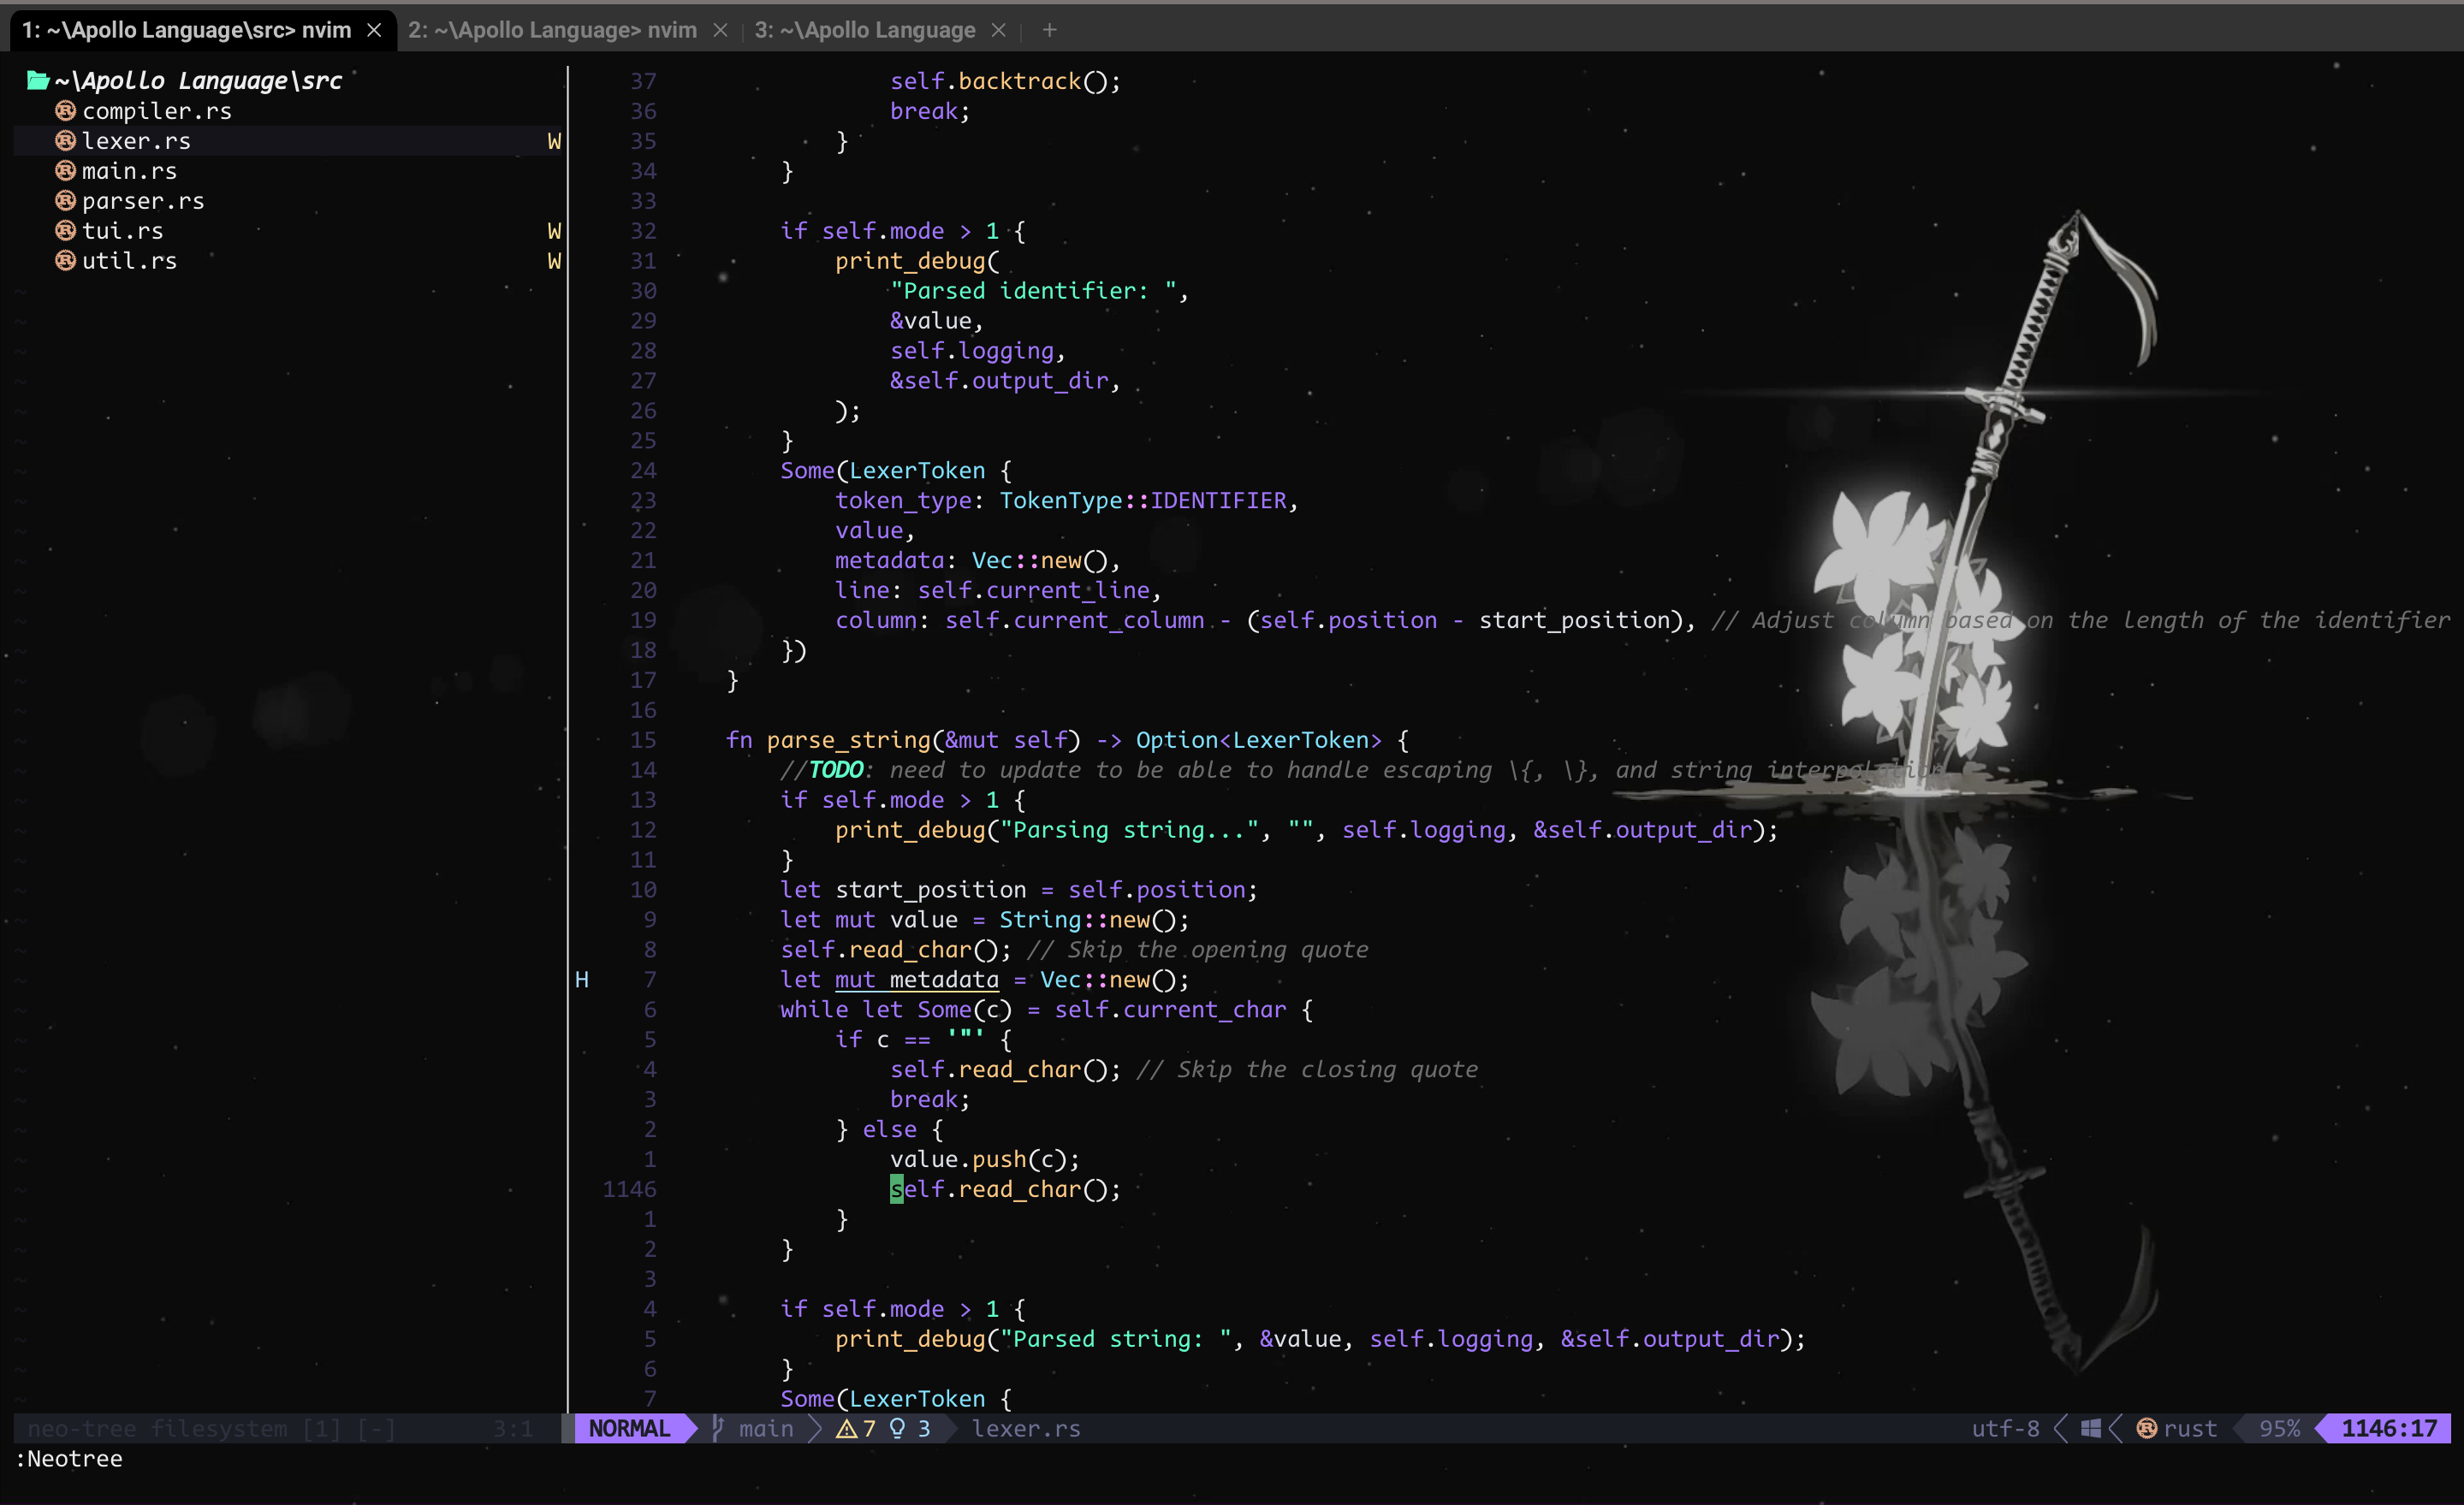 1: ~\Apollo Language\src> nvim × 2: ~\Apollo Language> nvim × 3: ~\Apollo Language × +
~\Apollo Language\src
compiler.rs
lexer.rs W
main.rs
parser.rs
tui.rs W
util.rs W
37                 self.backtrack();
36                 break;
35             }
34         }
33
32         if self.mode > 1 {
31             print_debug(
30                 "Parsed identifier: ",
29                 &value,
28                 self.logging,
27                 &self.output_dir,
26             );
25         }
24         Some(LexerToken {
23             token_type: TokenType::IDENTIFIER,
22             value,
21             metadata: Vec::new(),
20             line: self.current_line,
19             column: self.current_column - (self.position - start_position), // Adjust column based on the length of the identifier
18         })
17     }
16
15     fn parse_string(&mut self) -> Option<LexerToken> {
14         //TODO: need to update to be able to handle escaping \{, \}, and string interpolation
13         if self.mode > 1 {
12             print_debug("Parsing string...", "", self.logging, &self.output_dir);
11         }
10         let start_position = self.position;
9         let mut value = String::new();
8         self.read_char(); // Skip the opening quote
H 7         let mut metadata = Vec::new();
6         while let Some(c) = self.current_char {
5             if c == '"' {
4                 self.read_char(); // Skip the closing quote
3                 break;
2             } else {
1                 value.push(c);
1146                 self.read_char();
1             }
2         }
3
4         if self.mode > 1 {
5             print_debug("Parsed string: ", &value, self.logging, &self.output_dir);
6         }
7         Some(LexerToken {
neo-tree filesystem [1] [-] 3:1 NORMAL main 7 3 lexer.rs utf-8 rust 95% 1146:17
:Neotree